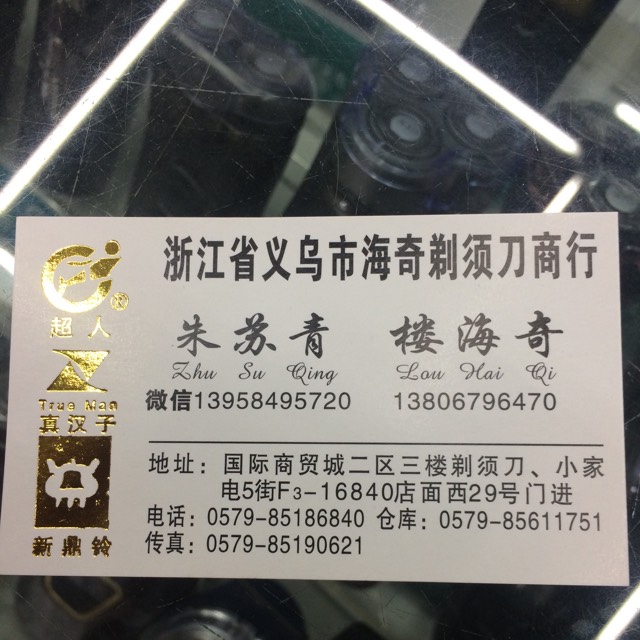 浙江省义乌市海奇剃须刀商行
朱苏青 楼海奇
Zhu Su Qing Lou Hai Qi
微信13958495720 13806796470
地址：国际商贸城二区三楼剃须刀、小家
电5街F3-16840店面西29号门进
电话：0579-85186840 仓库：0579-85611751
传真：0579-85190621
®
超人
True Man
真汉子
新鼎铃